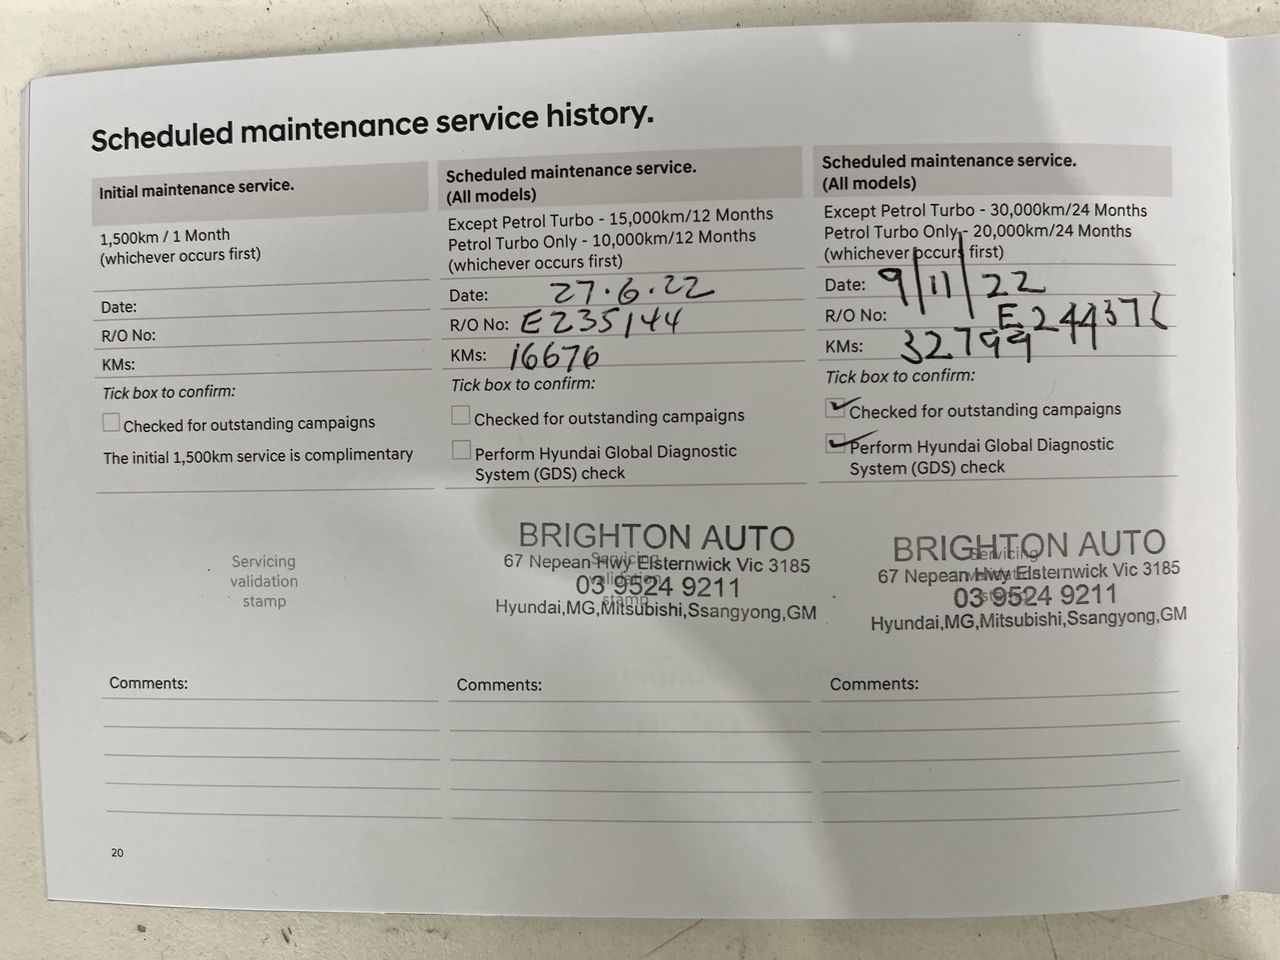 Scheduled maintenance service history.
Initial maintenance service.
1,500km / 1 Month
(whichever occurs first)
Date:
R/O No:
KMs:
Tick box to confirm:
Checked for outstanding campaigns
The initial 1,500km service is complimentary
Servicing
validation
stamp
Comments:
Scheduled maintenance service.
(All models)
Except Petrol Turbo - 15,000km/12 Months
Petrol Turbo Only - 10,000km/12 Months
(whichever occurs first)
Date: 27.6.22
R/O No: E235144
KMs: 16676
Tick box to confirm:
Checked for outstanding campaigns
Perform Hyundai Global Diagnostic
System (GDS) check
Servicing
validation
stamp
BRIGHTON AUTO
67 Nepean Hwy Elsternwick Vic 3185
03 9524 9211
Hyundai,MG,Mitsubishi,Ssangyong,GM
Comments:
Scheduled maintenance service.
(All models)
Except Petrol Turbo - 30,000km/24 Months
Petrol Turbo Only - 20,000km/24 Months
(whichever occurs first)
Date: 9/11/22
R/O No:
KMs: 32799
Tick box to confirm:
Checked for outstanding campaigns
Perform Hyundai Global Diagnostic
System (GDS) check
Servicing
validation
stamp
BRIGHTON AUTO
67 Nepean Hwy Elsternwick Vic 3185
03 9524 9211
Hyundai,MG,Mitsubishi,Ssangyong,GM
Comments:
20